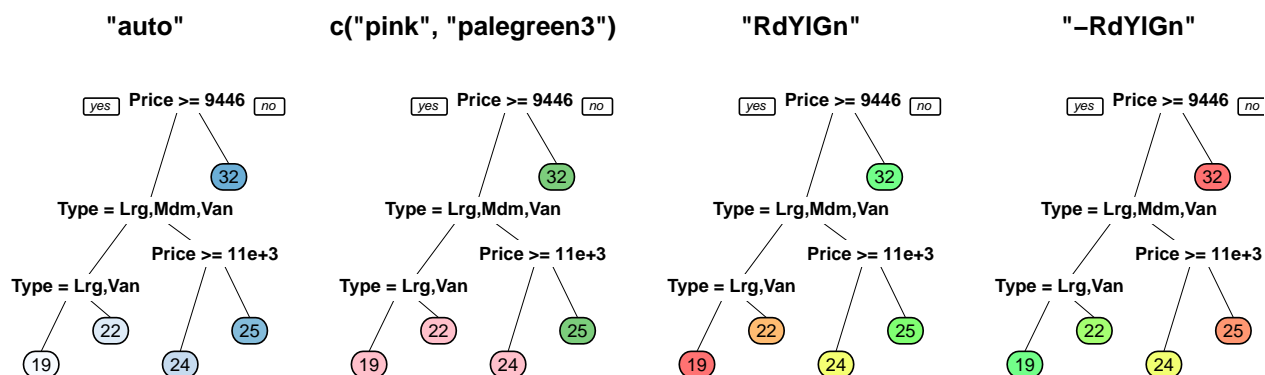 "auto"
yes Price >= 9446 no
32
Type = Lrg,Mdm,Van
Price >= 11e+3
Type = Lrg,Van
22
25
19
24
c("pink", "palegreen3")
yes Price >= 9446 no
32
Type = Lrg,Mdm,Van
Price >= 11e+3
Type = Lrg,Van
22
25
19
24
"RdYlGn"
yes Price >= 9446 no
32
Type = Lrg,Mdm,Van
Price >= 11e+3
Type = Lrg,Van
22
25
19
24
"−RdYlGn"
yes Price >= 9446 no
32
Type = Lrg,Mdm,Van
Price >= 11e+3
Type = Lrg,Van
22
25
19
24